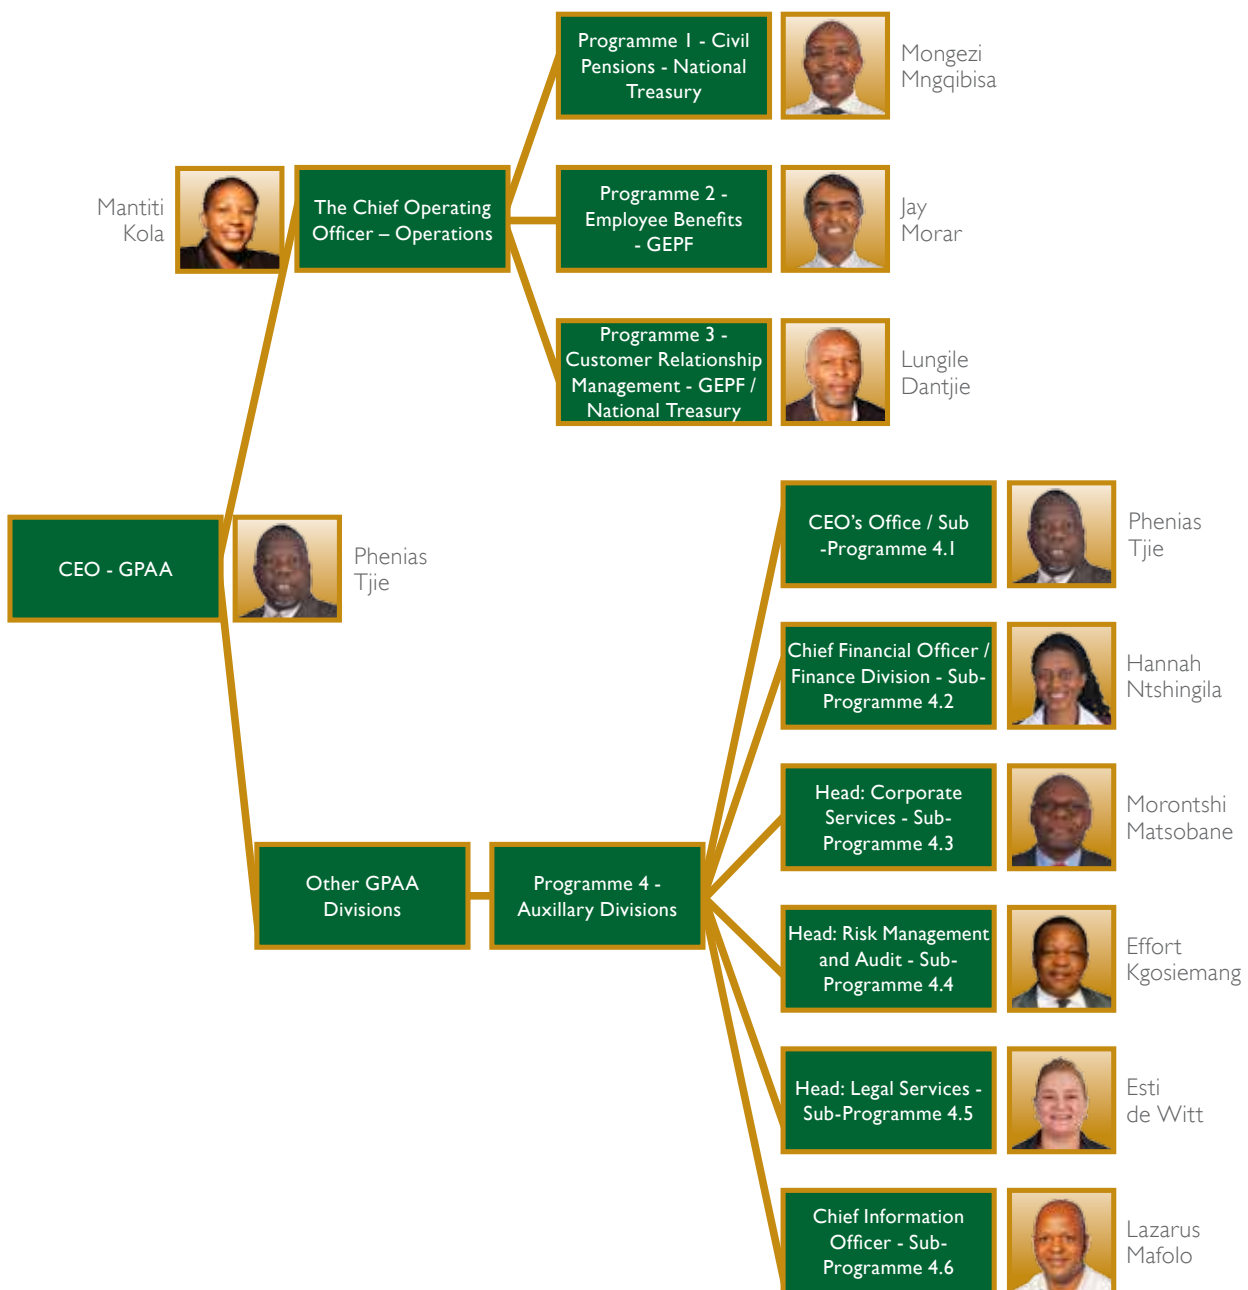 Programme 1 - Civil
Pensions - National
Treasury
Mongezi
Mngqibisa
Mantiti
Kola
The Chief Operating
Officer – Operations
Programme 2 -
Employee Benefits
- GEPF
Jay
Morar
Programme 3 -
Customer Relationship
Management - GEPF /
National Treasury
Lungile
Dantjie
CEO - GPAA
Phenias
Tjie
CEO's Office / Sub
-Programme 4.1
Phenias
Tjie
Chief Financial Officer /
Finance Division - Sub-
Programme 4.2
Hannah
Ntshingila
Head: Corporate
Services - Sub-
Programme 4.3
Morontshi
Matsobane
Other GPAA
Divisions
Programme 4 -
Auxillary Divisions
Head: Risk Management
and Audit - Sub-
Programme 4.4
Effort
Kgosiemang
Head: Legal Services -
Sub-Programme 4.5
Esti
de Witt
Chief Information
Officer - Sub-
Programme 4.6
Lazarus
Mafolo